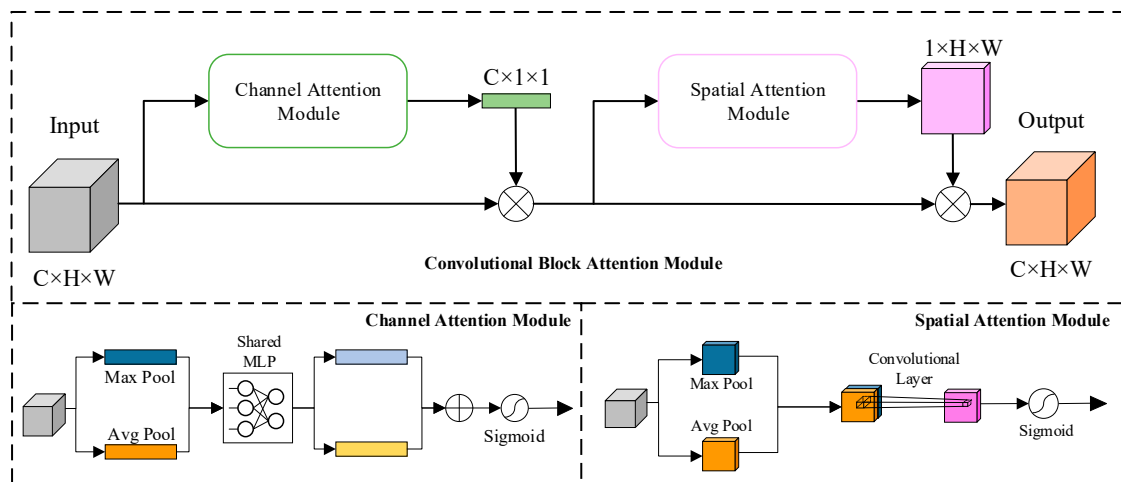 Input
Channel Attention
Module
C×1×1
Spatial Attention
Module
1×H×W
Output
C×H×W
C×H×W
Convolutional Block Attention Module
Channel Attention Module
Max Pool
Avg Pool
Shared
MLP
Sigmoid
Spatial Attention Module
Max Pool
Avg Pool
Convolutional
Layer
Sigmoid